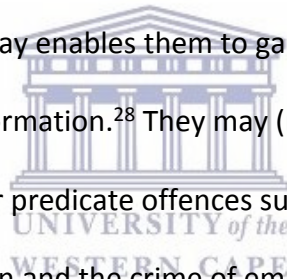 ay enables them to ga
rmation.²⁸ They may (
r predicate offences su
UNIVERSITY of the
WESTERN CAPE
n and the crime of em